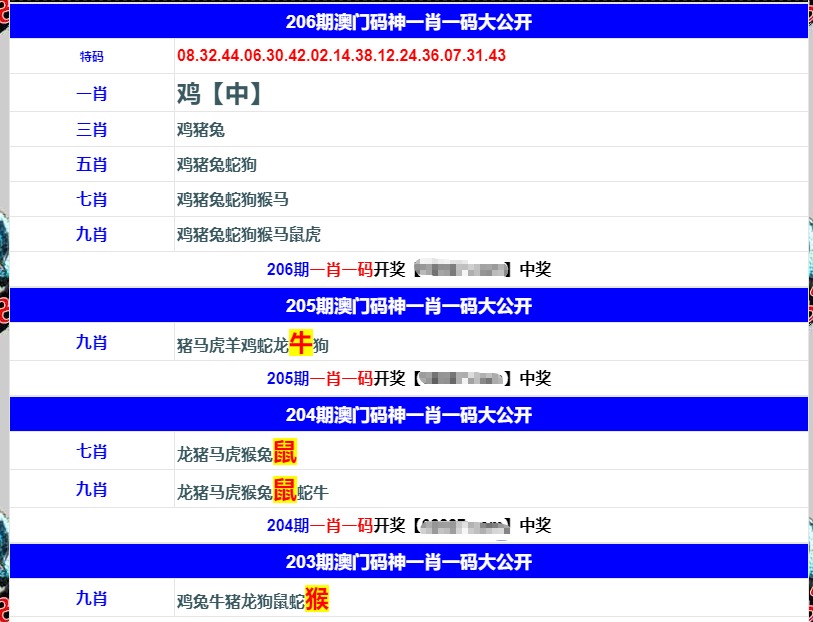 206期澳门码神一肖一码大公开
特码 08.32.44.06.30.42.02.14.38.12.24.36.07.31.43
一肖 鸡【中】
三肖 鸡猪兔
五肖 鸡猪兔蛇狗
七肖 鸡猪兔蛇狗猴马
九肖 鸡猪兔蛇狗猴马鼠虎
206期一肖一码开奖【】中奖
205期澳门码神一肖一码大公开
九肖 猪马虎羊鸡蛇龙牛狗
205期一肖一码开奖【】中奖
204期澳门码神一肖一码大公开
七肖 龙猪马虎猴兔鼠
九肖 龙猪马虎猴兔鼠蛇牛
204期一肖一码开奖【】中奖
203期澳门码神一肖一码大公开
九肖 鸡兔牛猪龙狗鼠蛇猴